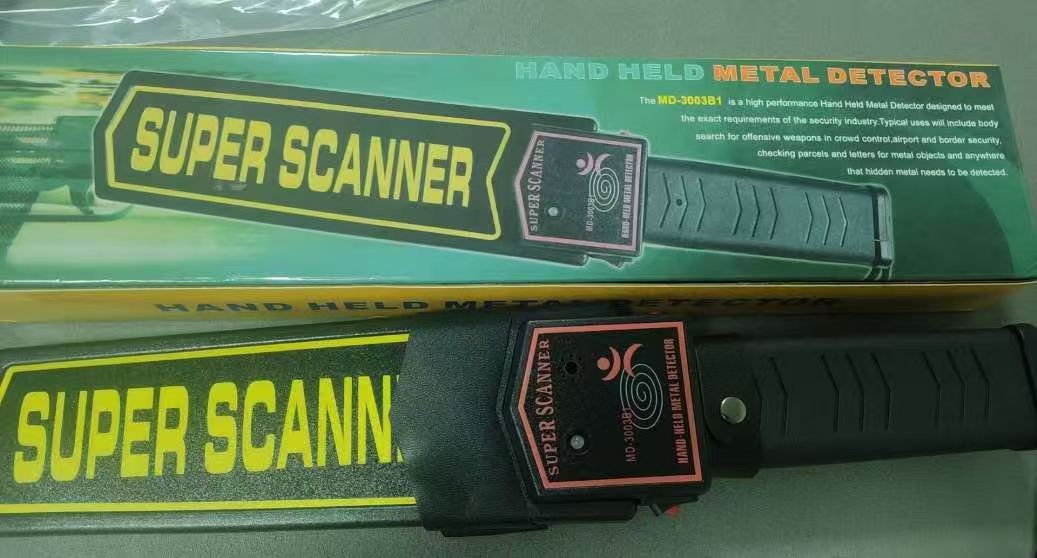 HAND HELD METAL DETECTOR
The MD-3003B1 is a high performance Hand Held Metal Detector designed to meet
the exact requirements of the security industry.Typical uses will include body
search for offensive weapons in crowd control,airport and border security,
checking parcels and letters for metal objects and anywhere
that hidden metal needs to be detected.
SUPER SCANNER
SUPER SCANNER
MD-3003B1
HAND-HELD METAL DETECTOR
HAND HELD METAL DETECTOR
SUPER SCANN
SUPER SCANNER
MD-3003B1
HAND-HELD METAL DETECTOR